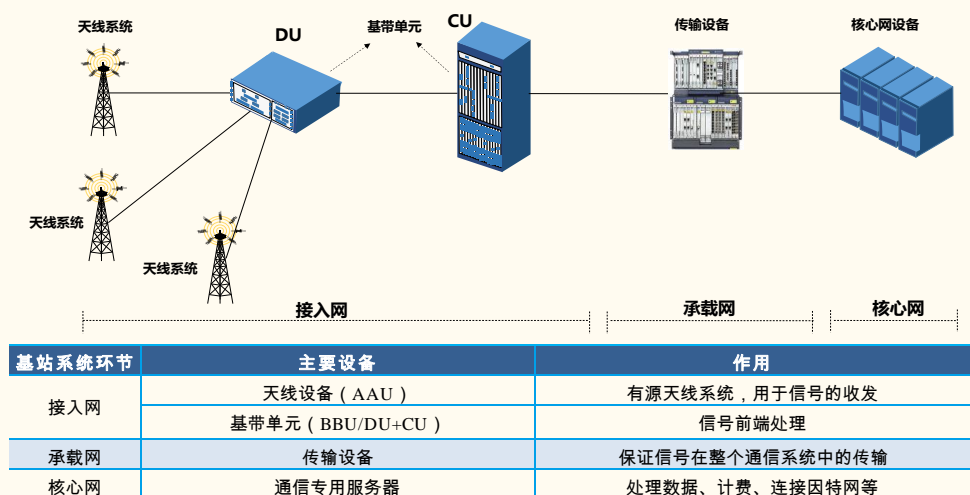 天线系统
DU
基带单元
CU
传输设备
核心网设备
天线系统
天线系统
接入网
承载网
核心网
基站系统环节 主要设备 作用
接入网 天线设备（AAU） 有源天线系统，用于信号的收发
基带单元（BBU/DU+CU） 信号前端处理
承载网 传输设备 保证信号在整个通信系统中的传输
核心网 通信专用服务器 处理数据、计费、连接因特网等